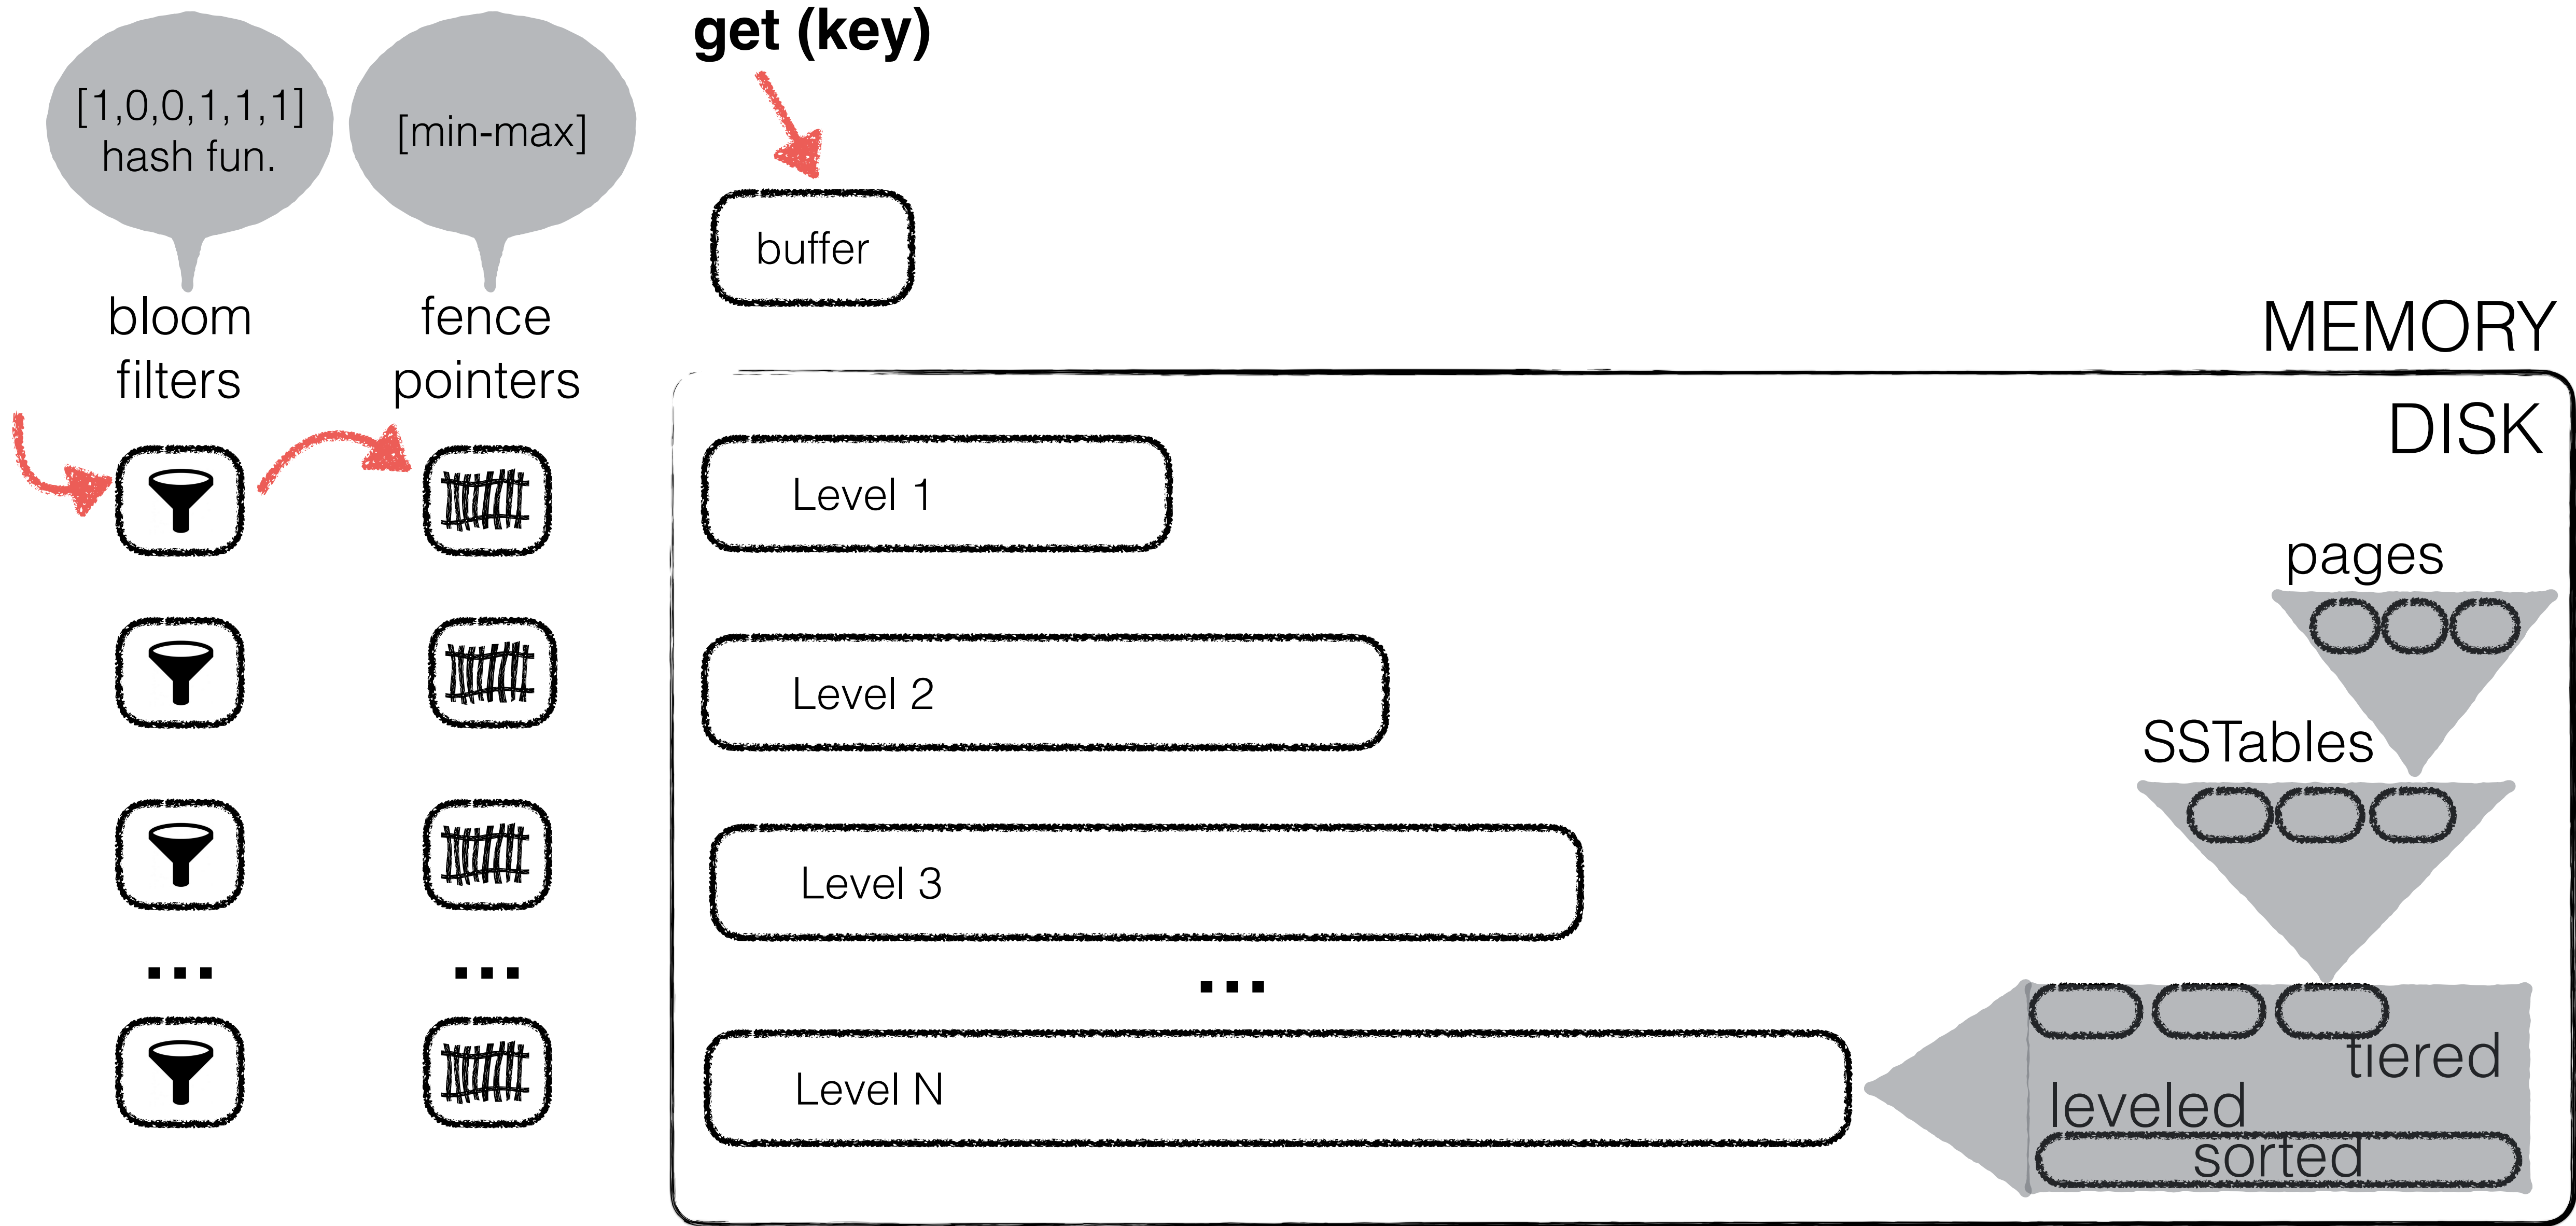 get (key)
[1,0,0,1,1,1]
hash fun.
[min-max]
buffer
bloom
filters
fence
pointers
MEMORY
DISK
Level 1
pages
Level 2
SSTables
Level 3
...
...
...
tiered
Level N
leveled
sorted